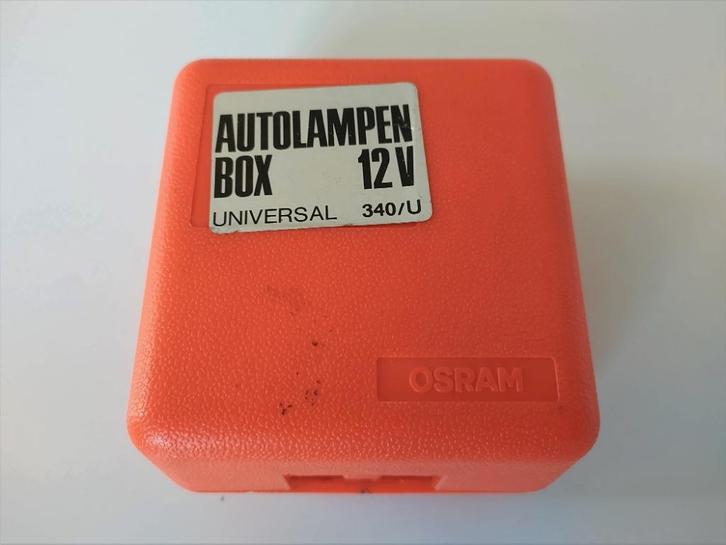 AUTOLAMPEN
BOX 12V
UNIVERSAL 340/U
OSRAM